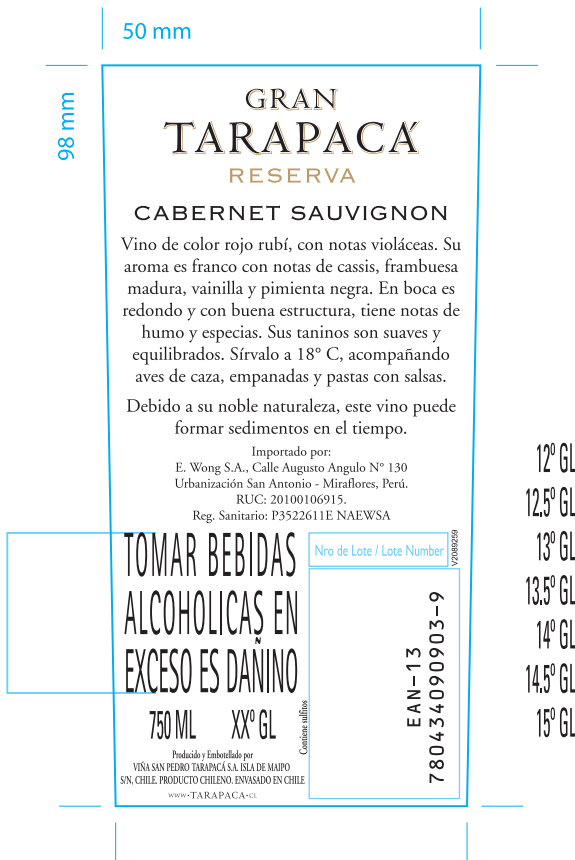 50 mm
98 mm
GRAN
TARAPACÁ
RESERVA
CABERNET SAUVIGNON
Vino de color rojo rubí, con notas violáceas. Su
aroma es franco con notas de cassis, frambuesa
madura, vainilla y pimienta negra. En boca es
redondo y con buena estructura, tiene notas de
humo y especias. Sus taninos son suaves y
equilibrados. Sírvalo a 18° C, acompañando
aves de caza, empanadas y pastas con salsas.
Debido a su noble naturaleza, este vino puede
formar sedimentos en el tiempo.
Importado por:
E. Wong S.A., Calle Augusto Angulo N° 130
Urbanización San Antonio - Miraflores, Perú.
RUC: 20100106915.
Reg. Sanitario: P3522611E NAEWSA
TOMAR BEBIDAS
ALCOHOLICAS EN
EXCESO ES DAÑINO
750 ML XXº GL
Contiene sulfitos
Producido y Embotellado por
VIÑA SAN PEDRO TARAPACÁ S.A. ISLA DE MAIPO
S/N, CHILE. PRODUCTO CHILENO. ENVASADO EN CHILE
WWW•TARAPACA•CL
Nro de Lote / Lote Number
V2089259
EAN-13
780434090903-9
12º GL
12.5º GL
13º GL
13.5º GL
14º GL
14.5º GL
15º GL